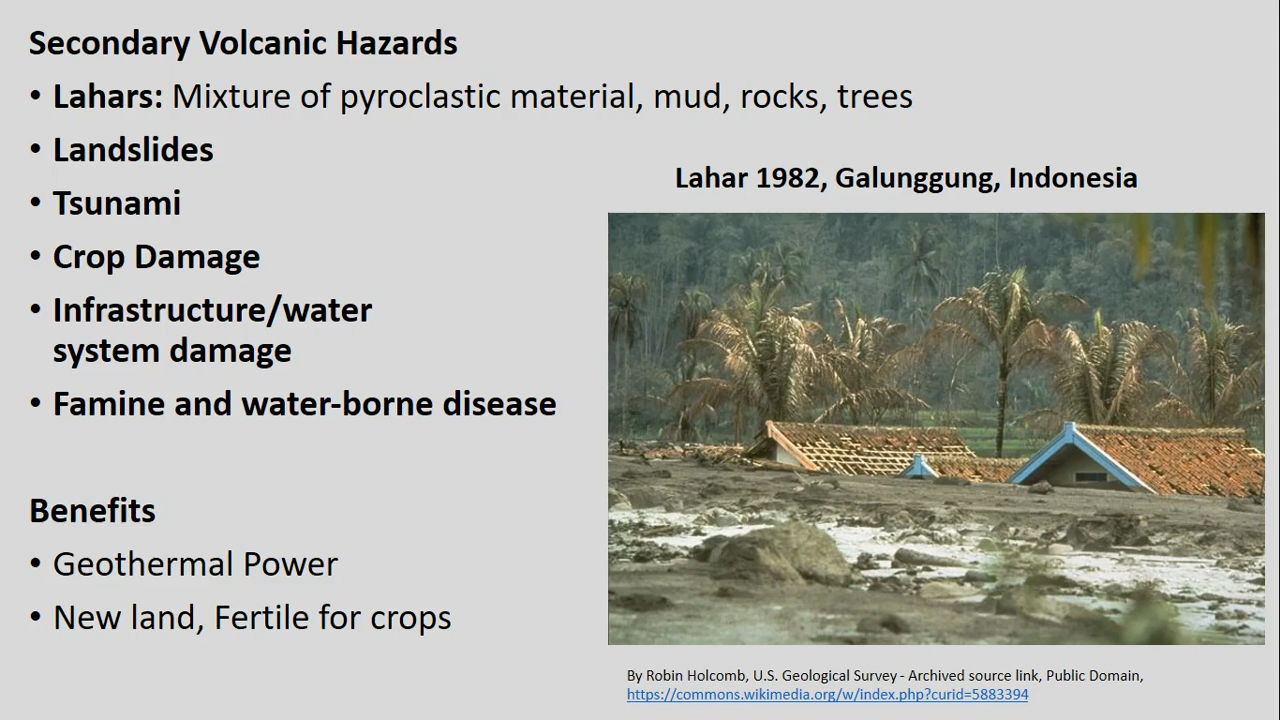 Secondary Volcanic Hazards
• Lahars: Mixture of pyroclastic material, mud, rocks, trees
• Landslides
• Tsunami
• Crop Damage
• Infrastructure/water
system damage
• Famine and water-borne disease
Benefits
• Geothermal Power
• New land, Fertile for crops
Lahar 1982, Galunggung, Indonesia
By Robin Holcomb, U.S. Geological Survey - Archived source link, Public Domain,
https://commons.wikimedia.org/w/index.php?curid=5883394